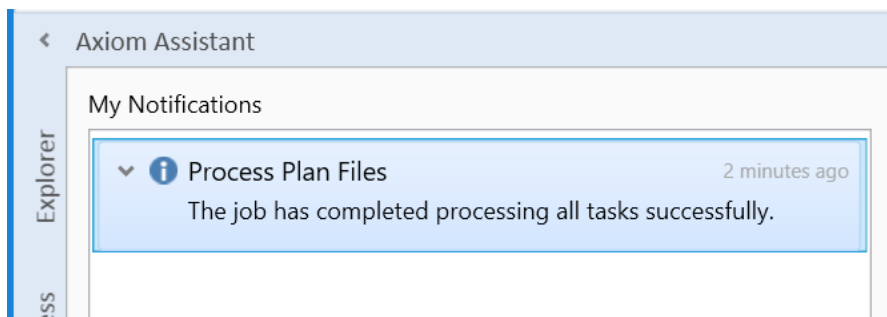 Axiom Assistant
My Notifications
Explorer
Process Plan Files
2 minutes ago
The job has completed processing all tasks successfully.